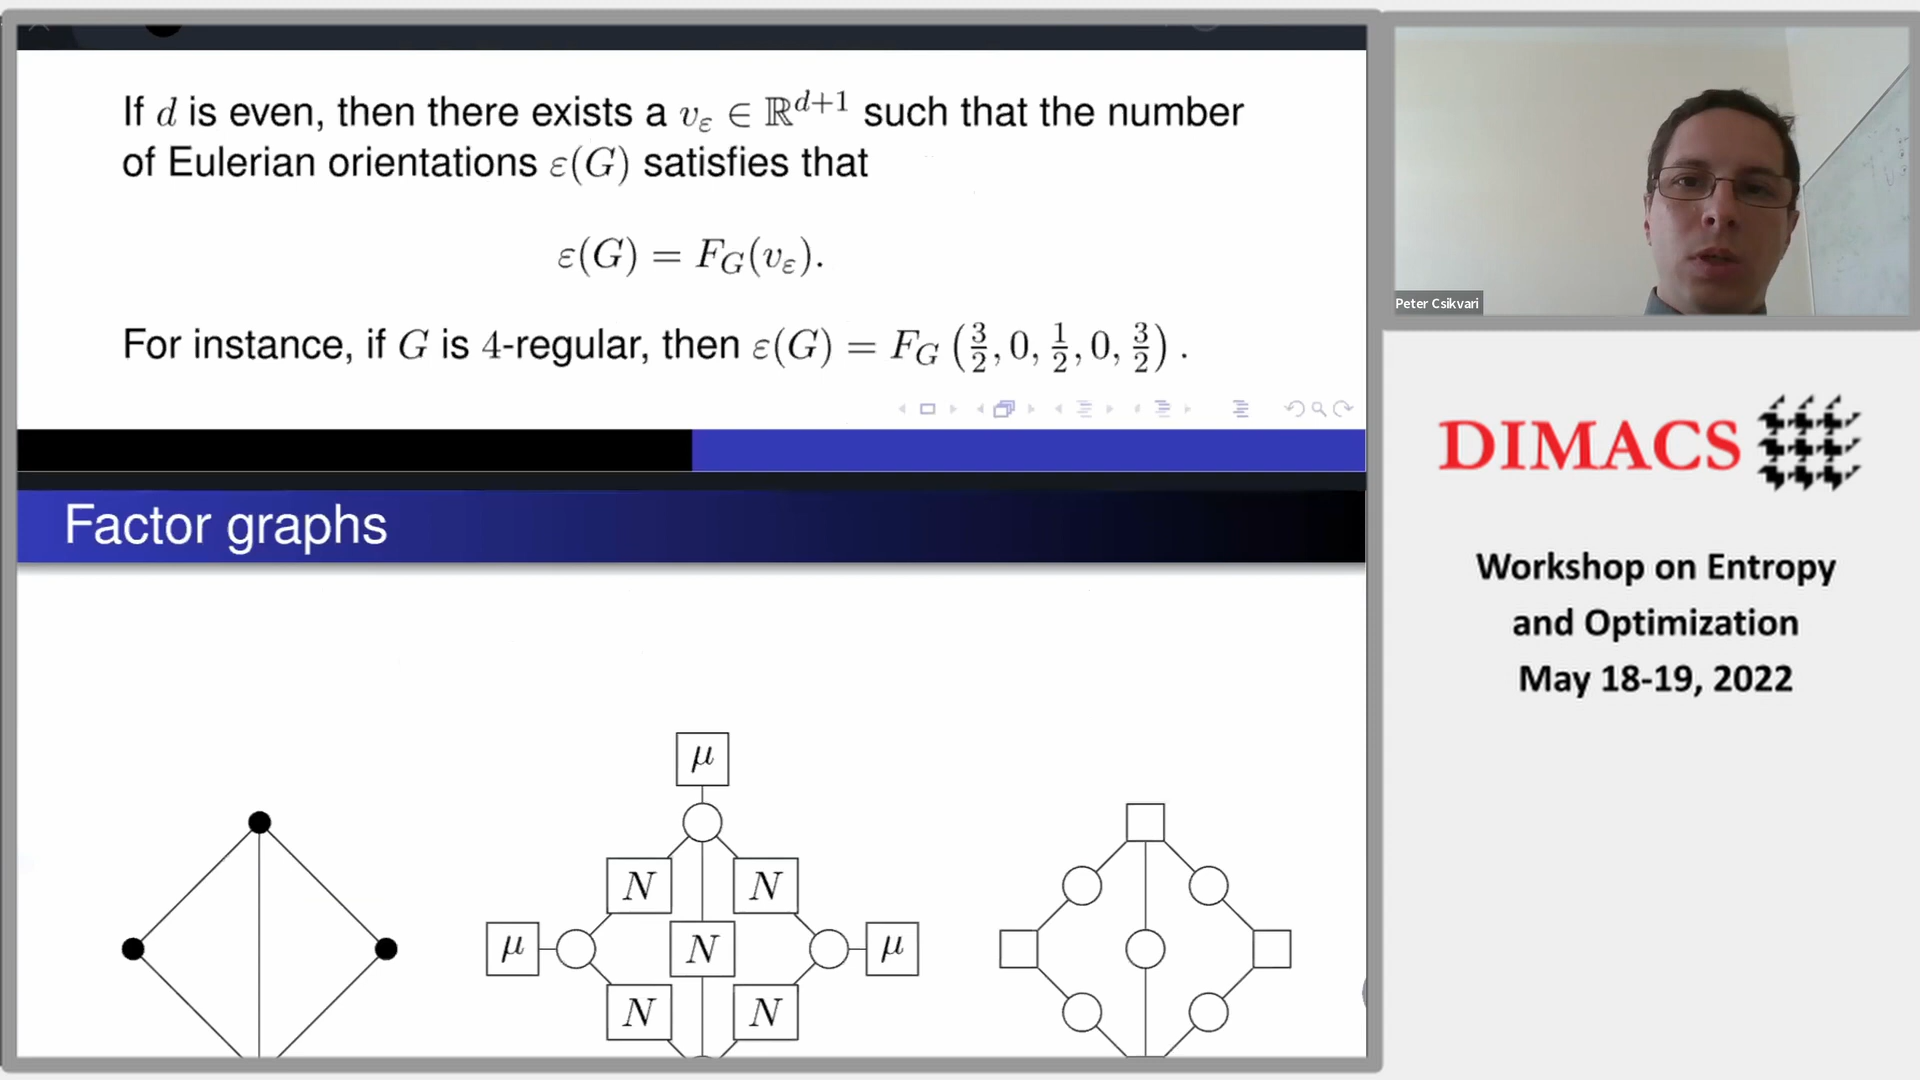 If d is even, then there exists a v_ε ∈ ℝ^{d+1} such that the number
of Eulerian orientations ε(G) satisfies that
ε(G) = F_G(v_ε).
For instance, if G is 4-regular, then ε(G) = F_G (3/2, 0, 1/2, 0, 3/2) .
Factor graphs
μ
N N
μ N μ
N N
Peter Csikvari
DIMACS
Workshop on Entropy
and Optimization
May 18-19, 2022